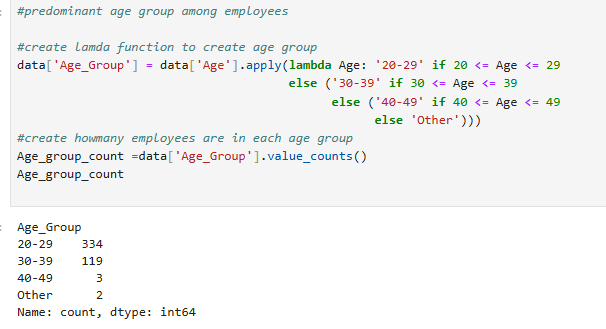 #predominant age group among employees
#create lamda function to create age group
data['Age_Group'] = data['Age'].apply(lambda Age: '20-29' if 20 <= Age <= 29
else ('30-39' if 30 <= Age <= 39
else ('40-49' if 40 <= Age <= 49
else 'Other')))
#create howmany employees are in each age group
Age_group_count =data['Age_Group'].value_counts()
Age_group_count
Age_Group
20-29    334
30-39    119
40-49      3
Other      2
Name: count, dtype: int64